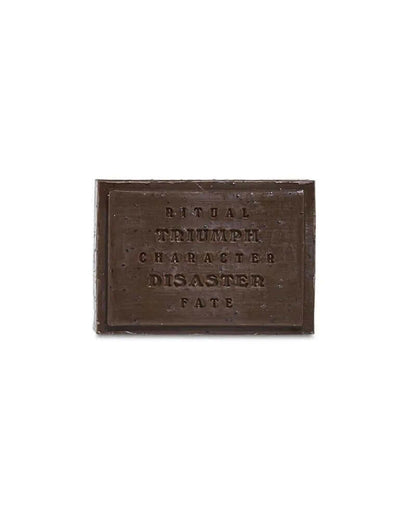 RITUAL
TRIUMPH
CHARACTER
DISASTER
FATE